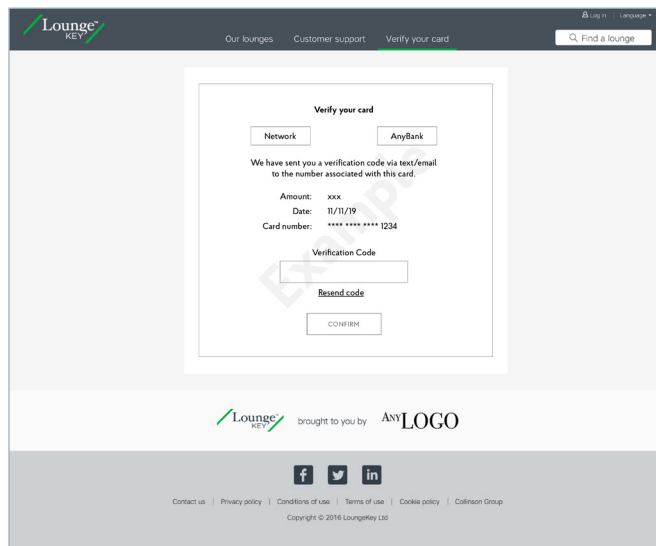 Log in | Language
Lounge™
KEY
Our lounges Customer support Verify your card
Find a lounge
Verify your card
Network AnyBank
We have sent you a verification code via text/email
to the number associated with this card.
Amount: xxx
Date: 11/11/19
Card number: **** **** **** 1234
Example
Verification Code
Resend code
CONFIRM
Lounge™
KEY
brought to you by ANYLOGO
f in
Contact us | Privacy policy | Conditions of use | Terms of use | Cookie policy | Collinson Group
Copyright © 2016 LoungeKey Ltd